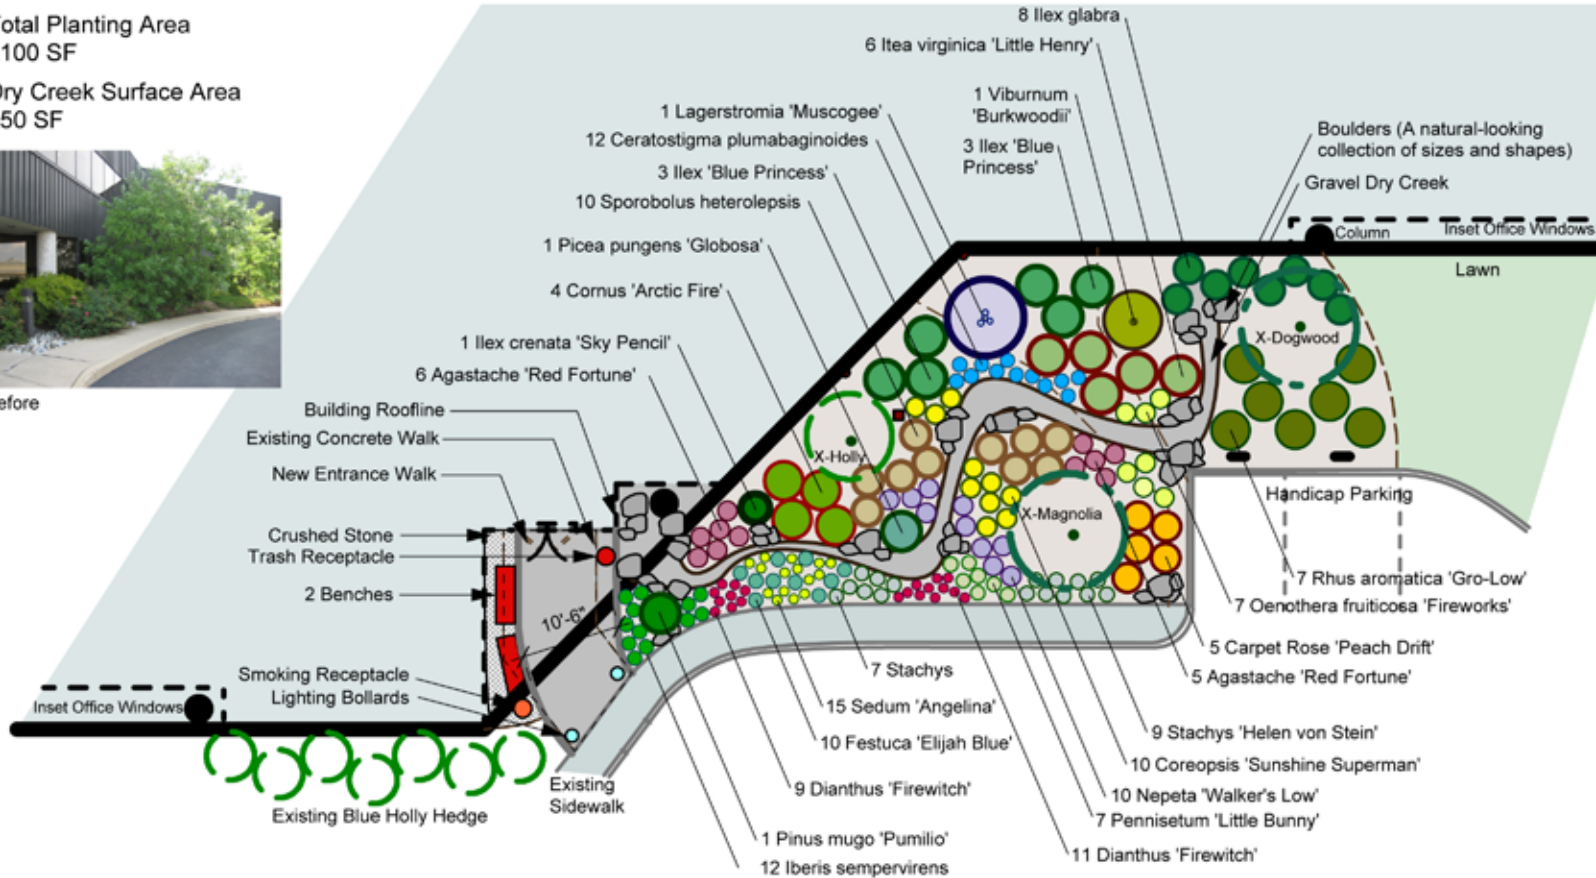 otal Planting Area
100 SF
ry Creek Surface Area
50 SF
efore
8 Ilex glabra
6 Itea virginica 'Little Henry'
1 Viburnum
'Burkwoodii'
3 Ilex 'Blue
Princess'
1 Lagerstromia 'Muscogee'
12 Ceratostigma plumabaginoides
3 Ilex 'Blue Princess'
10 Sporobolus heterolepsis
1 Picea pungens 'Globosa'
4 Cornus 'Arctic Fire'
1 Ilex crenata 'Sky Pencil'
6 Agastache 'Red Fortune'
Building Roofline
Existing Concrete Walk
New Entrance Walk
Crushed Stone
Trash Receptacle
2 Benches
10'-6"
Smoking Receptacle
Lighting Bollards
Inset Office Windows
Existing Blue Holly Hedge
Existing
Sidewalk
Boulders (A natural-looking
collection of sizes and shapes)
Gravel Dry Creek
Column
Inset Office Windows
Lawn
X-Dogwood
X-Holly
X-Magnolia
Handicap Parking
7 Rhus aromatica 'Gro-Low'
7 Oenothera fruiticosa 'Fireworks'
5 Carpet Rose 'Peach Drift'
5 Agastache 'Red Fortune'
9 Stachys 'Helen von Stein'
10 Coreopsis 'Sunshine Superman'
10 Nepeta 'Walker's Low'
7 Pennisetum 'Little Bunny'
11 Dianthus 'Firewitch'
7 Stachys
15 Sedum 'Angelina'
10 Festuca 'Elijah Blue'
9 Dianthus 'Firewitch'
1 Pinus mugo 'Pumilio'
12 Iberis sempervirens